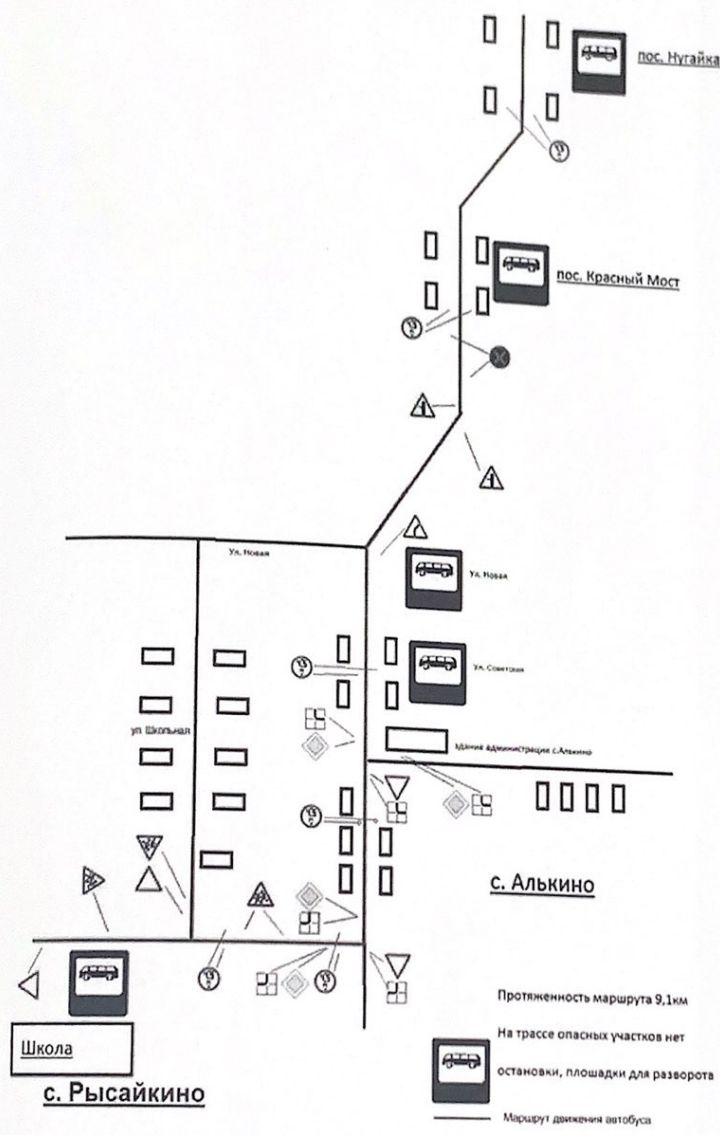 пос. Нугайка
пос. Красный Мост
Ул. Новая
Ул. Новая
Ул. Советская
ул Школьная
здание администрации с.Алькино
с. Алькино
Протяженность маршрута 9,1км
На трассе опасных участков нет
остановки, плошадки для разворота
Школа
с. Рысайкино
Маршрут движения автобуса